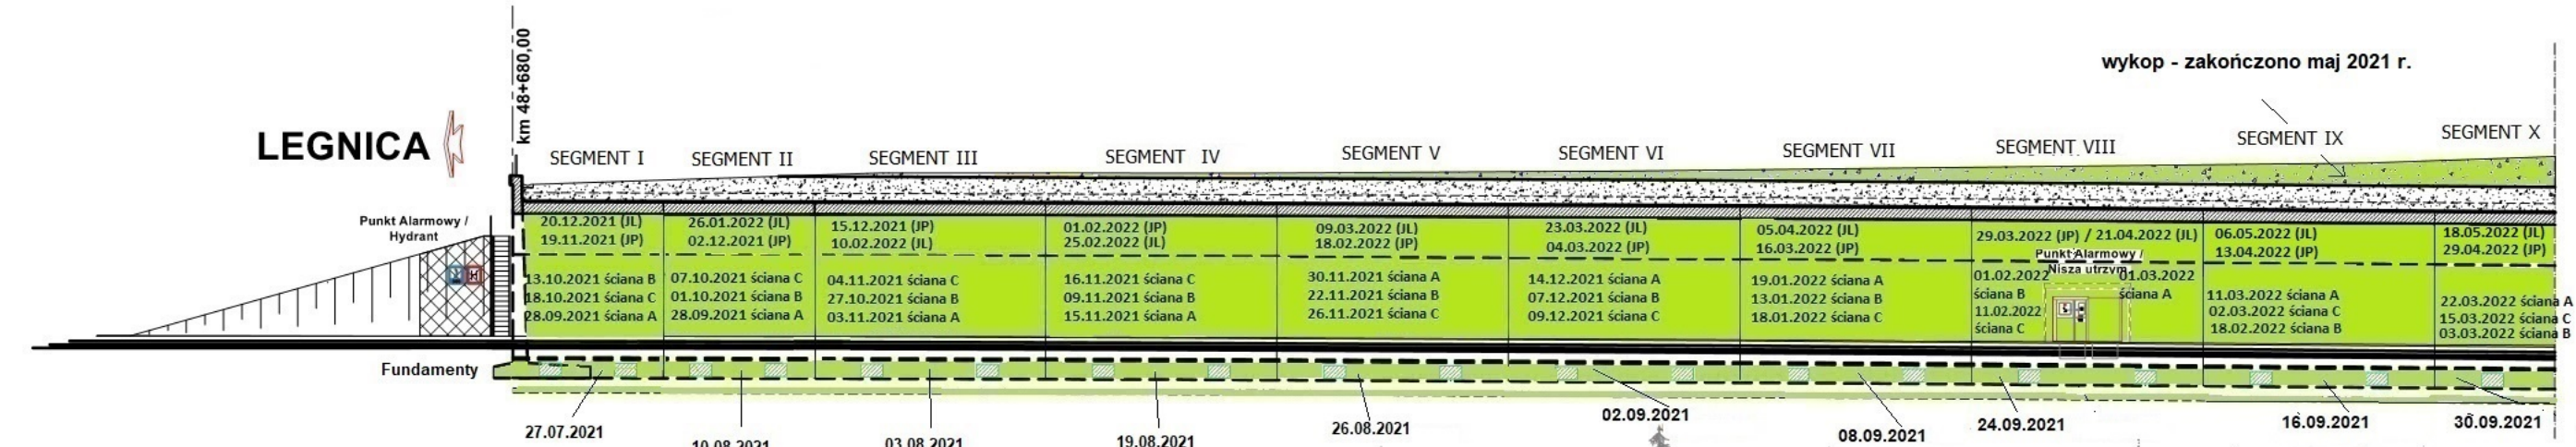 km 48+680,00
wykop - zakończono maj 2021 r.
LEGNICA
SEGMENT I
SEGMENT II
SEGMENT III
SEGMENT IV
SEGMENT V
SEGMENT VI
SEGMENT VII
SEGMENT VIII
SEGMENT IX
SEGMENT X
Punkt Alarmowy /
Hydrant
20.12.2021 (JL)
19.11.2021 (JP)
13.10.2021 ściana B
18.10.2021 ściana C
28.09.2021 ściana A
26.01.2022 (JL)
02.12.2021 (JP)
07.10.2021 ściana C
01.10.2021 ściana B
28.09.2021 ściana A
15.12.2021 (JP)
10.02.2022 (JL)
04.11.2021 ściana C
27.10.2021 ściana B
03.11.2021 ściana A
01.02.2022 (JP)
25.02.2022 (JL)
16.11.2021 ściana C
09.11.2021 ściana B
15.11.2021 ściana A
09.03.2022 (JL)
18.02.2022 (JP)
30.11.2021 ściana A
22.11.2021 ściana B
26.11.2021 ściana C
23.03.2022 (JL)
04.03.2022 (JP)
14.12.2021 ściana A
07.12.2021 ściana B
09.12.2021 ściana C
05.04.2022 (JL)
16.03.2022 (JP)
19.01.2022 ściana A
13.01.2022 ściana B
18.01.2022 ściana C
29.03.2022 (JP) / 21.04.2022 (JL)
Punkt Alarmowy /
Nisza utrzym.
01.02.2022
ściana B
11.02.2022
ściana C
01.03.2022
ściana A
06.05.2022 (JL)
13.04.2022 (JP)
11.03.2022 ściana A
02.03.2022 ściana C
18.02.2022 ściana B
18.05.2022 (JL)
29.04.2022 (JP)
22.03.2022 ściana A
15.03.2022 ściana C
03.03.2022 ściana B
Fundamenty
27.07.2021
10.08.2021
03.08.2021
19.08.2021
26.08.2021
02.09.2021
08.09.2021
24.09.2021
16.09.2021
30.09.2021